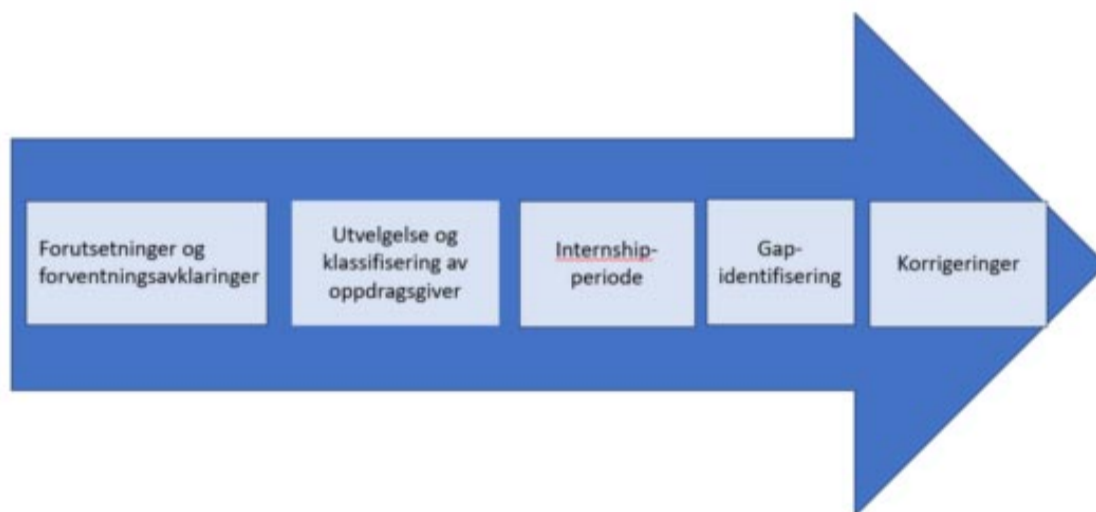 Forutsetninger og
forventningsavklaringer
Utvelgelse og
klassifisering av
oppdragsgiver
Internship-
periode
Gap-
identifisering
Korrigeringer